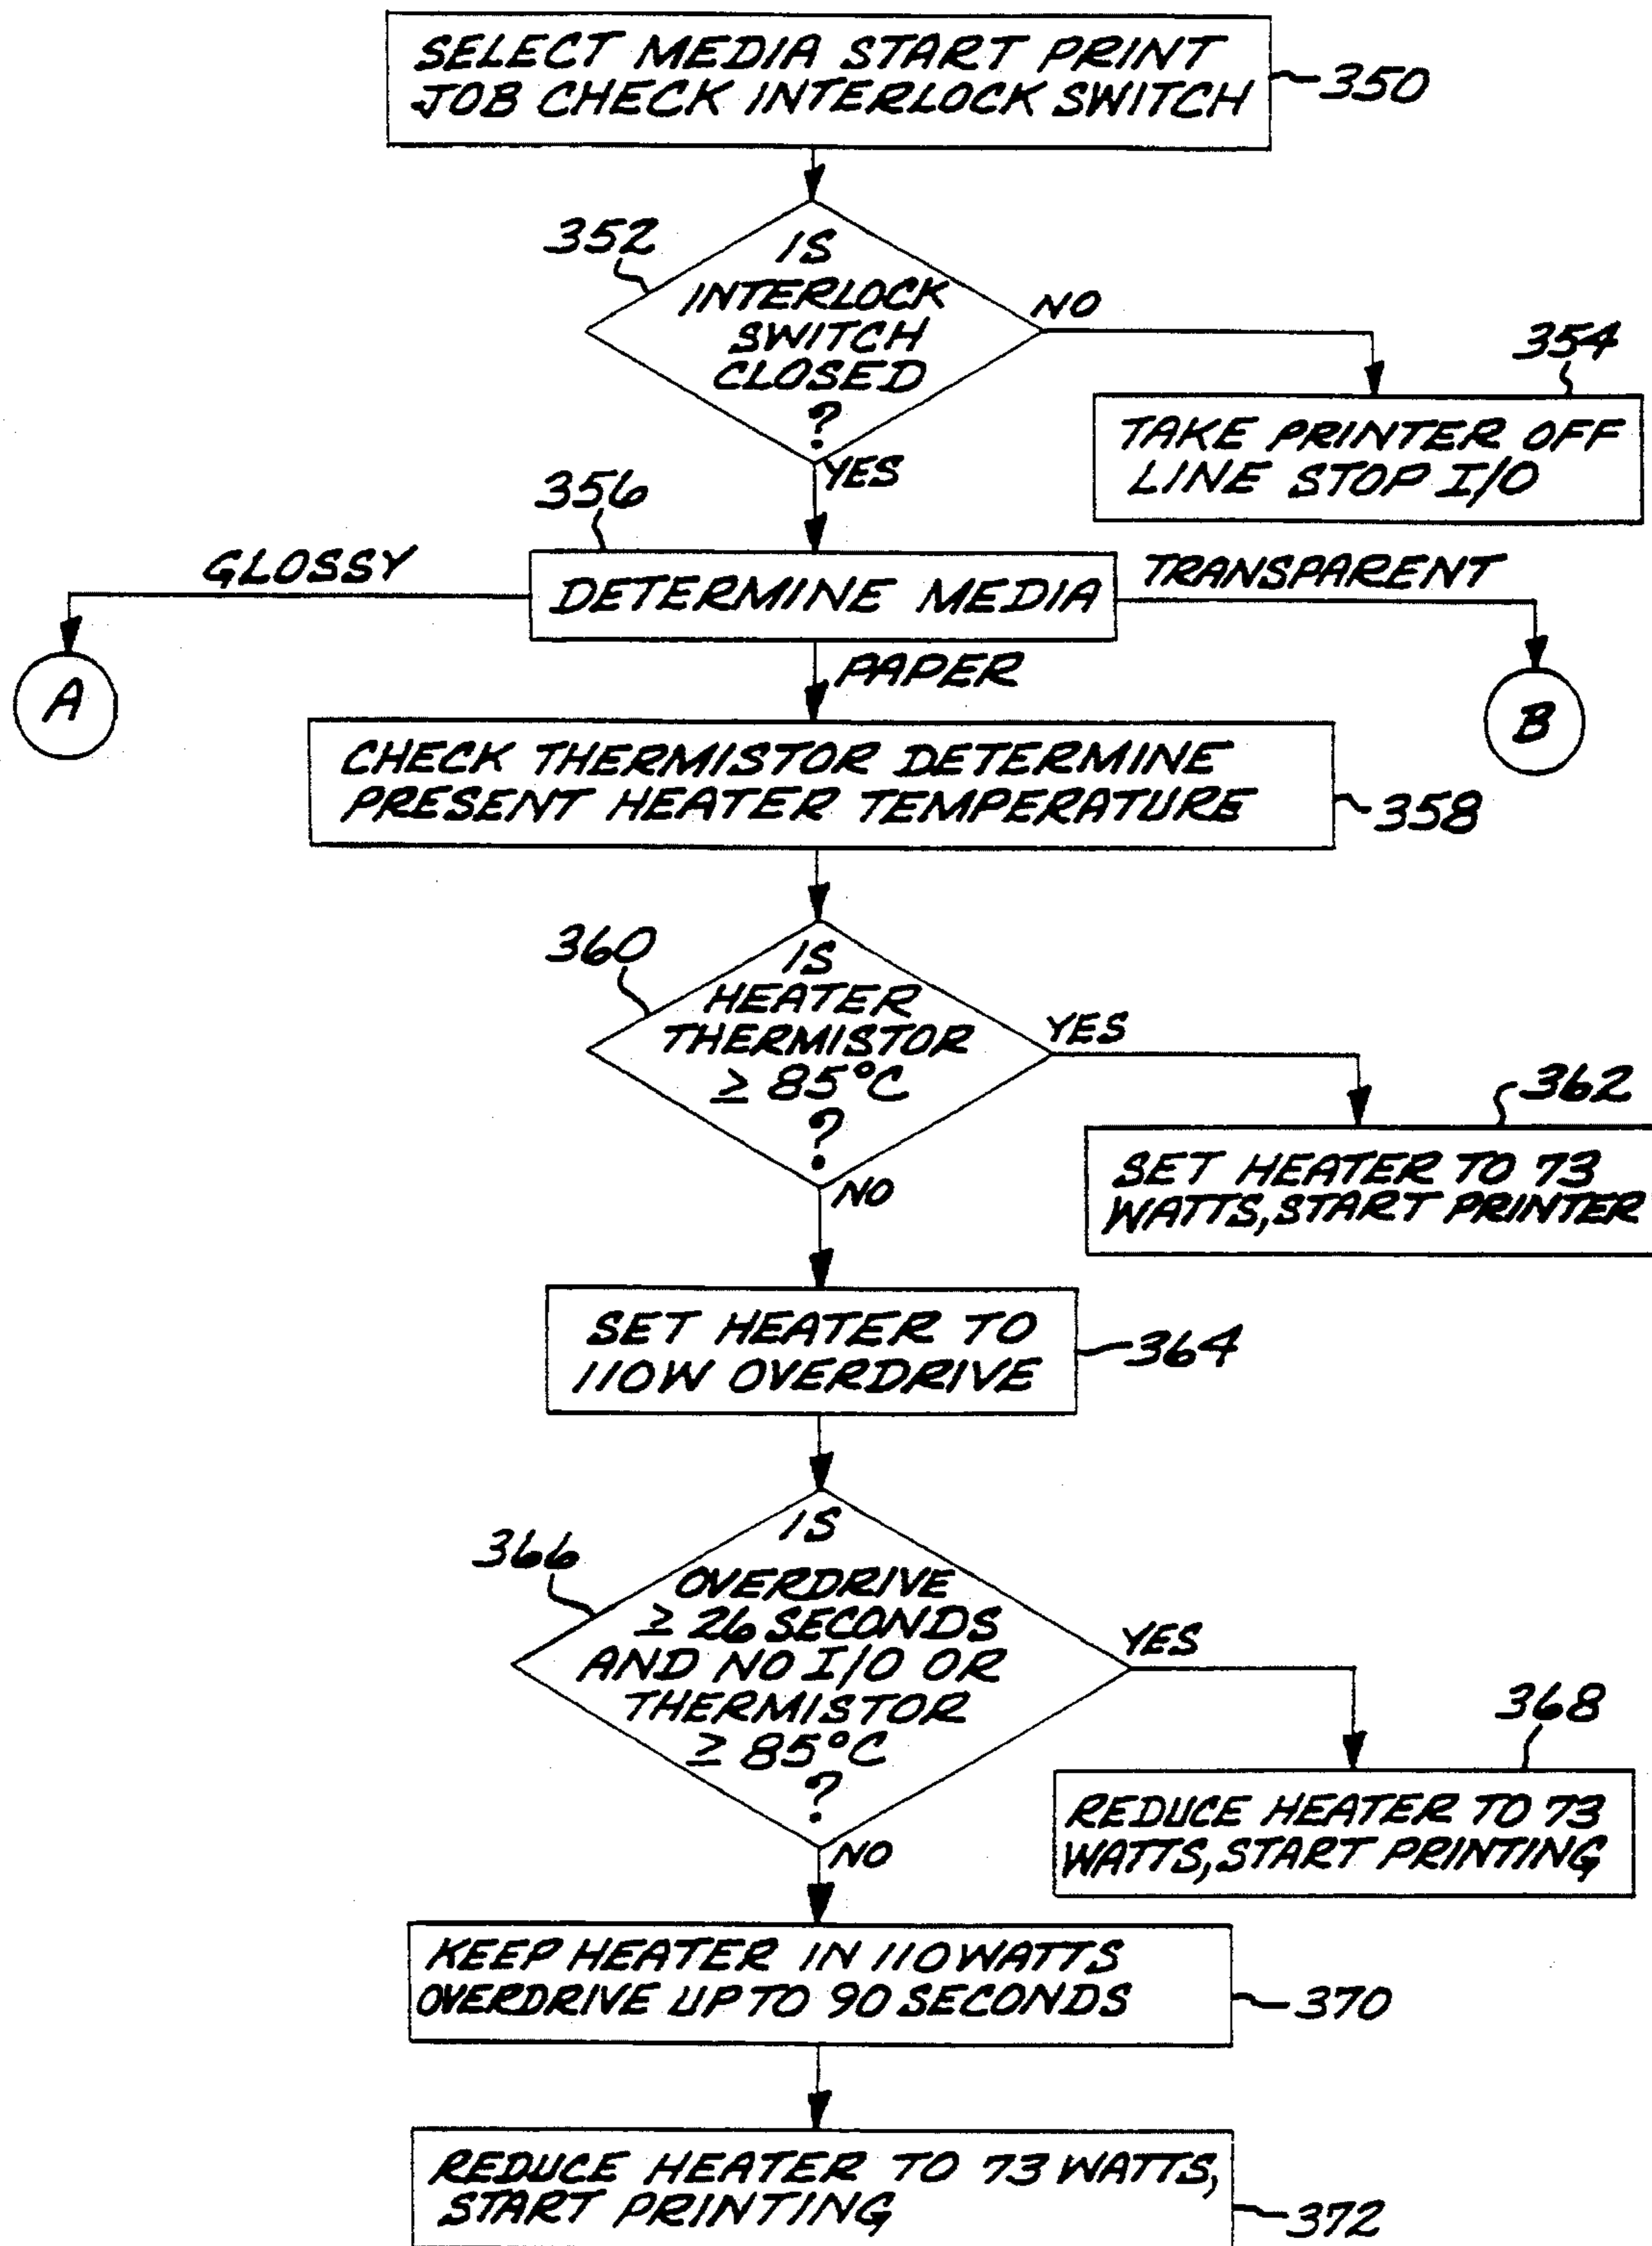 SELECT MEDIA START PRINT
JOB CHECK INTERLOCK SWITCH
350
352
IS
INTERLOCK
SWITCH
CLOSED
?
NO
YES
354
TAKE PRINTER OFF
LINE STOP I/O
356
GLOSSY
DETERMINE MEDIA
TRANSPARENT
PAPER
A
B
CHECK THERMISTOR DETERMINE
PRESENT HEATER TEMPERATURE
358
360
IS
HEATER
THERMISTOR
≥ 85°C
?
YES
NO
362
SET HEATER TO 73
WATTS, START PRINTER
SET HEATER TO
110W OVERDRIVE
364
366
IS
OVERDRIVE
≥ 26 SECONDS
AND NO I/O OR
THERMISTOR
≥ 85°C
?
YES
NO
368
REDUCE HEATER TO 73
WATTS, START PRINTING
KEEP HEATER IN 110 WATTS
OVERDRIVE UP TO 90 SECONDS
370
REDUCE HEATER TO 73 WATTS,
START PRINTING
372